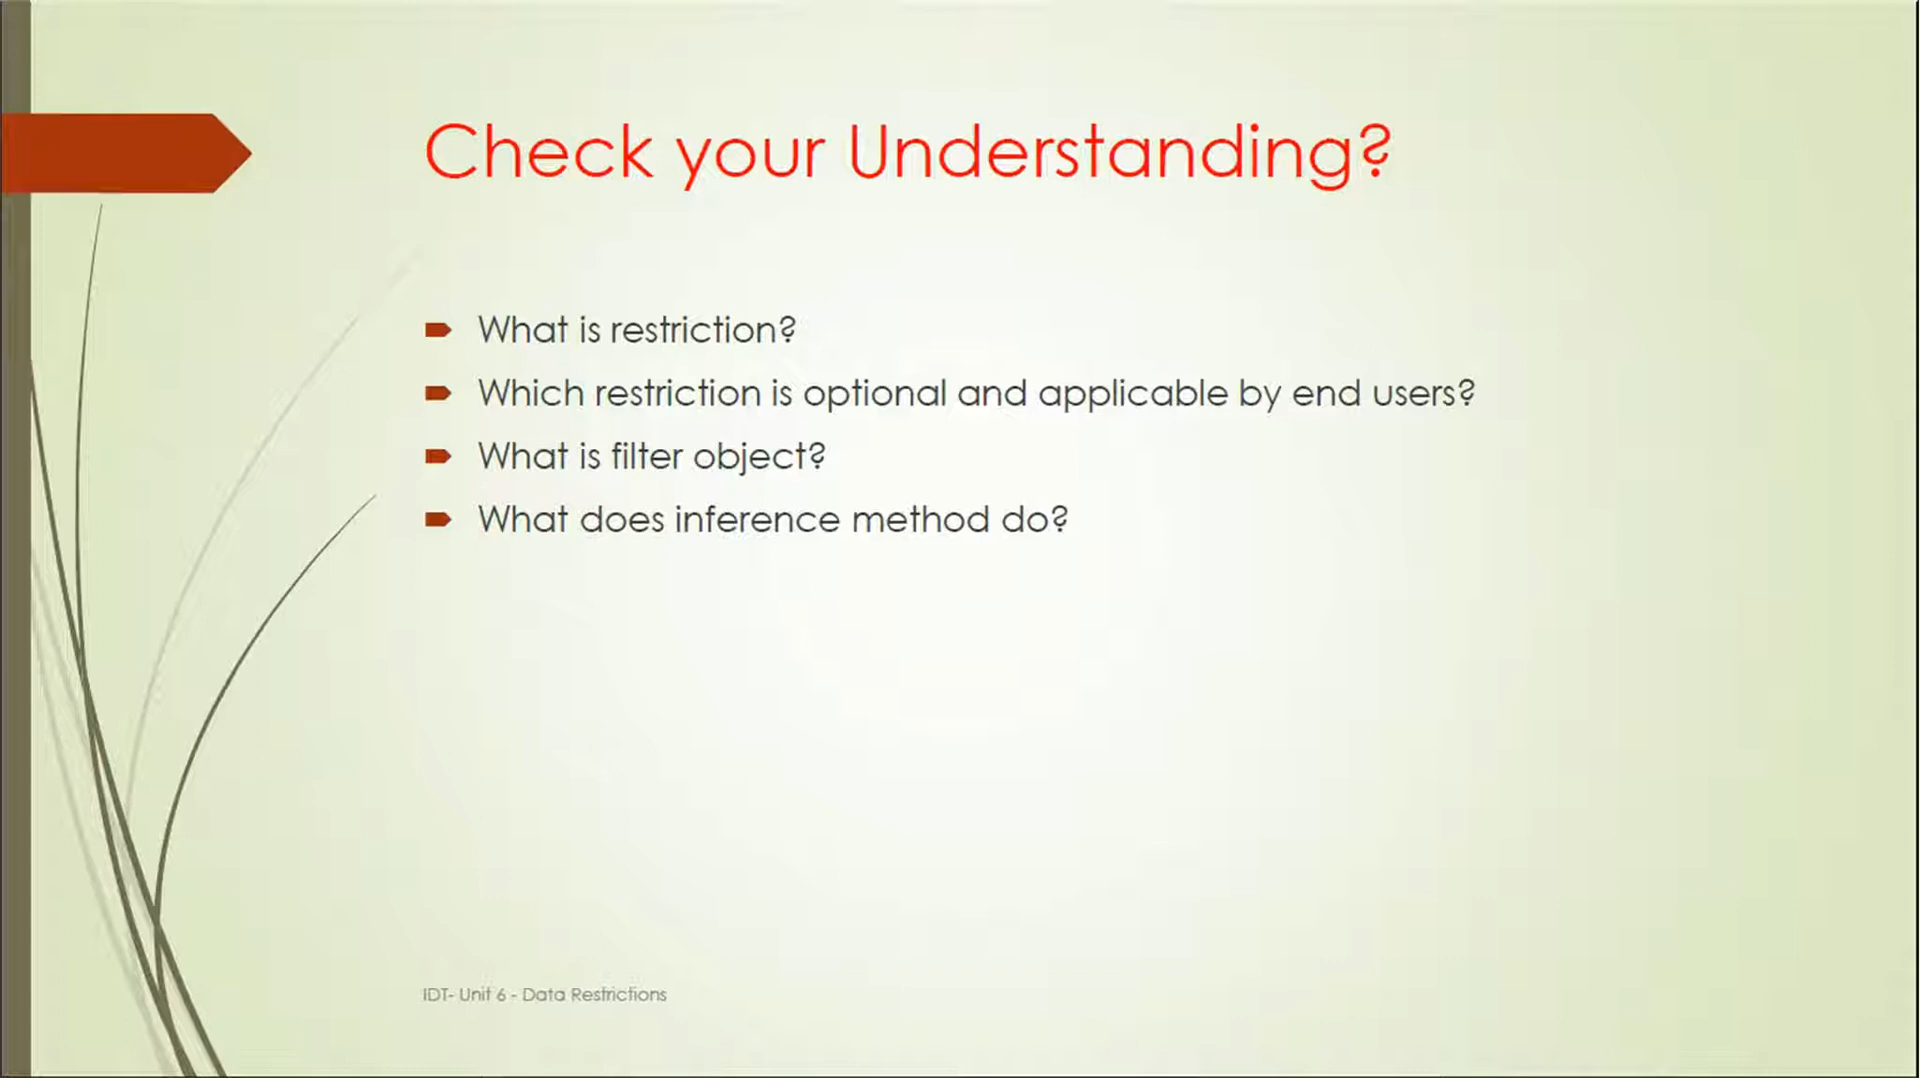 Check your Understanding?
What is restriction?
Which restriction is optional and applicable by end users?
What is filter object?
What does inference method do?
IDT- Unit 6 - Data Restrictions